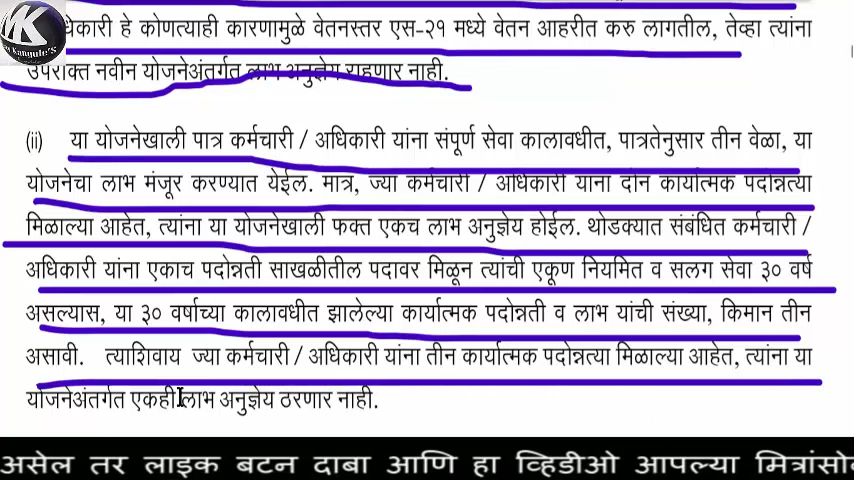 धिकारी हे कोणत्याही कारणामुळे वेतनस्तर एस-२१ मध्ये वेतन आहरीत करु लागतील, तेव्हा त्यांना
उपरोक्त नवीन योजनेअंतर्गत लाभ अनुज्ञेय राहणार नाही.
(ii) या योजनेखाली पात्र कर्मचारी / अधिकारी यांना संपूर्ण सेवा कालावधीत, पात्रतेनुसार तीन वेळा, या
योजनेचा लाभ मंजूर करण्यात येईल. मात्र, ज्या कर्मचारी / अधिकारी यांना दोन कार्यात्मक पदोन्नत्या
मिळाल्या आहेत, त्यांना या योजनेखाली फक्त एकच लाभ अनुज्ञेय होईल. थोडक्यात संबंधित कर्मचारी /
अधिकारी यांना एकाच पदोन्नती साखळीतील पदावर मिळून त्यांची एकूण नियमित व सलग सेवा ३० वर्ष
असल्यास, या ३० वर्षाच्या कालावधीत झालेल्या कार्यात्मक पदोन्नती व लाभ यांची संख्या, किमान तीन
असावी. त्याशिवाय ज्या कर्मचारी / अधिकारी यांना तीन कार्यात्मक पदोन्नत्या मिळाल्या आहेत, त्यांना या
योजनेअंतर्गत एकही लाभ अनुज्ञेय ठरणार नाही.
असेल तर लाइक बटन दाबा आणि हा व्हिडीओ आपल्या मित्रांसोब